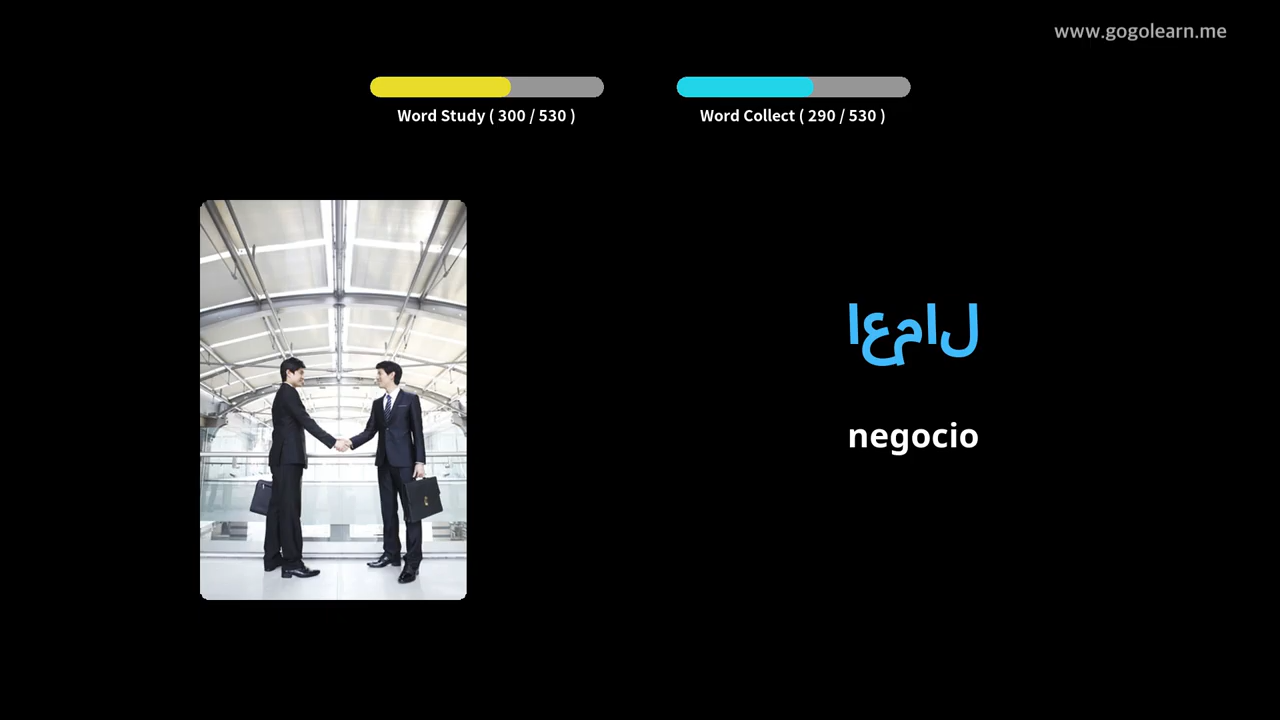 www.gogolearn.me
Word Study ( 300 / 530 )
Word Collect ( 290 / 530 )
اعمال
negocio